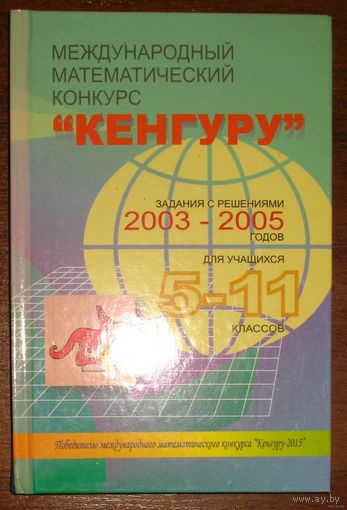 МЕЖДУНАРОДНЫЙ
МАТЕМАТИЧЕСКИЙ
КОНКУРС
“КЕНГУРУ”
ЗАДАНИЯ С РЕШЕНИЯМИ
2003 - 2005
ГОДОВ
ДЛЯ УЧАЩИХСЯ
5-11
КЛАССОВ
Победителю международного математического конкурса "Кенгуру-2015"
www.ay.by